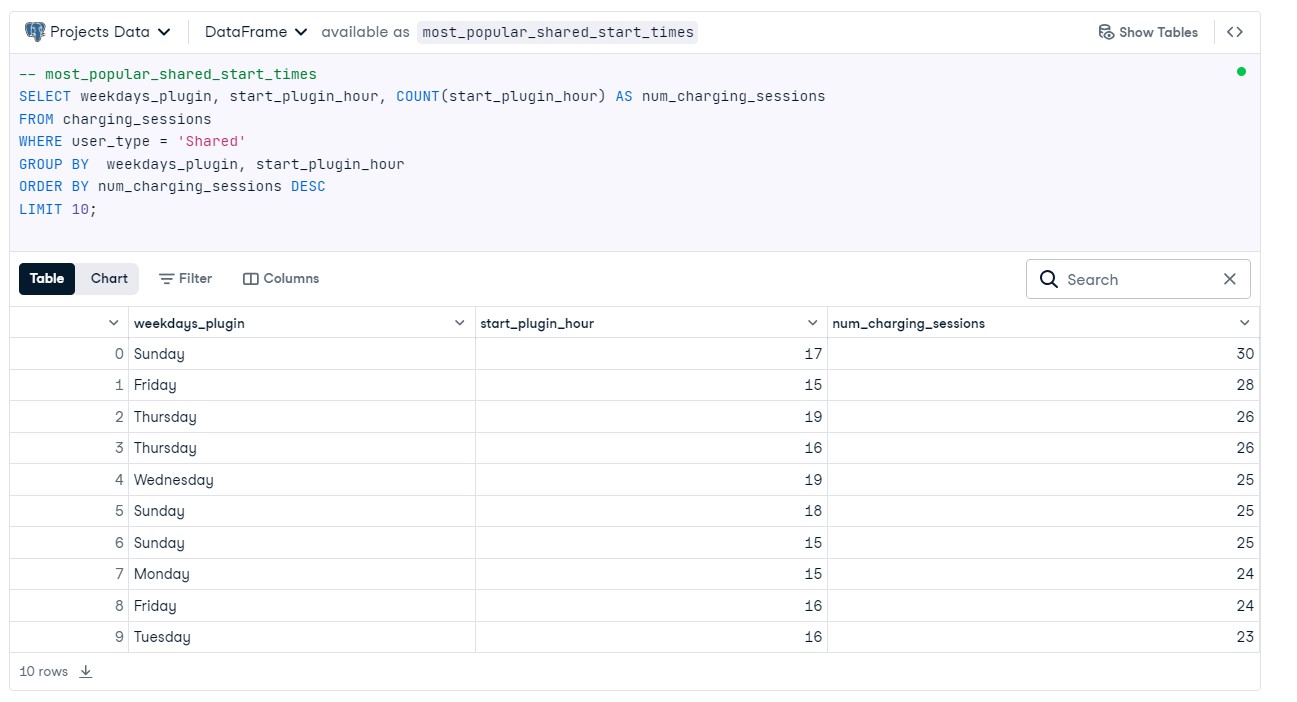 Projects Data DataFrame available as most_popular_shared_start_times Show Tables <>
-- most_popular_shared_start_times
SELECT weekdays_plugin, start_plugin_hour, COUNT(start_plugin_hour) AS num_charging_sessions
FROM charging_sessions
WHERE user_type = 'Shared'
GROUP BY  weekdays_plugin, start_plugin_hour
ORDER BY num_charging_sessions DESC
LIMIT 10;
Table Chart Filter Columns Search
weekdays_plugin start_plugin_hour num_charging_sessions
0 Sunday 17 30
1 Friday 15 28
2 Thursday 19 26
3 Thursday 16 26
4 Wednesday 19 25
5 Sunday 18 25
6 Sunday 15 25
7 Monday 15 24
8 Friday 16 24
9 Tuesday 16 23
10 rows